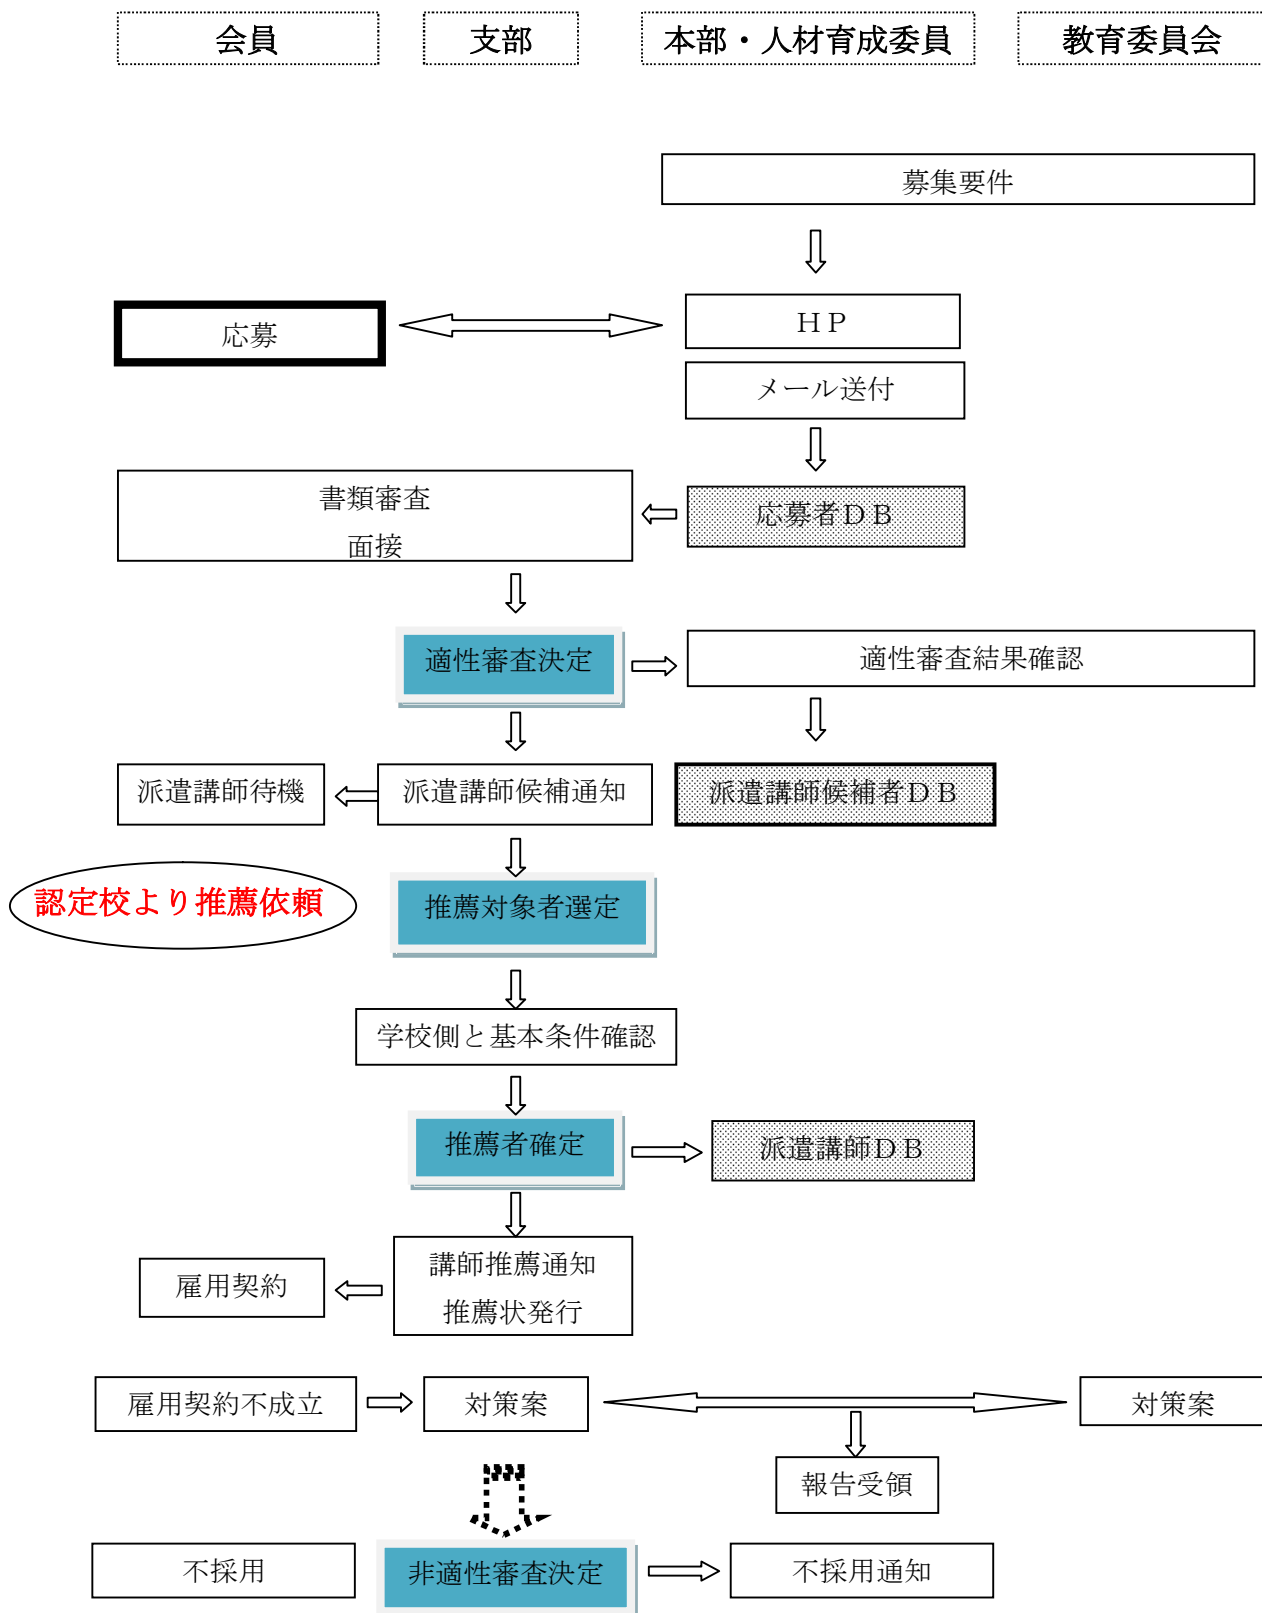 会員
支部
本部・人材育成委員
教育委員会
募集要件
応募
ＨＰ
メール送付
書類審査
面接
応募者ＤＢ
適性審査決定
適性審査結果確認
派遣講師待機
派遣講師候補通知
派遣講師候補者ＤＢ
認定校より推薦依頼
推薦対象者選定
学校側と基本条件確認
推薦者確定
派遣講師ＤＢ
雇用契約
講師推薦通知
推薦状発行
雇用契約不成立
対策案
対策案
報告受領
不採用
非適性審査決定
不採用通知